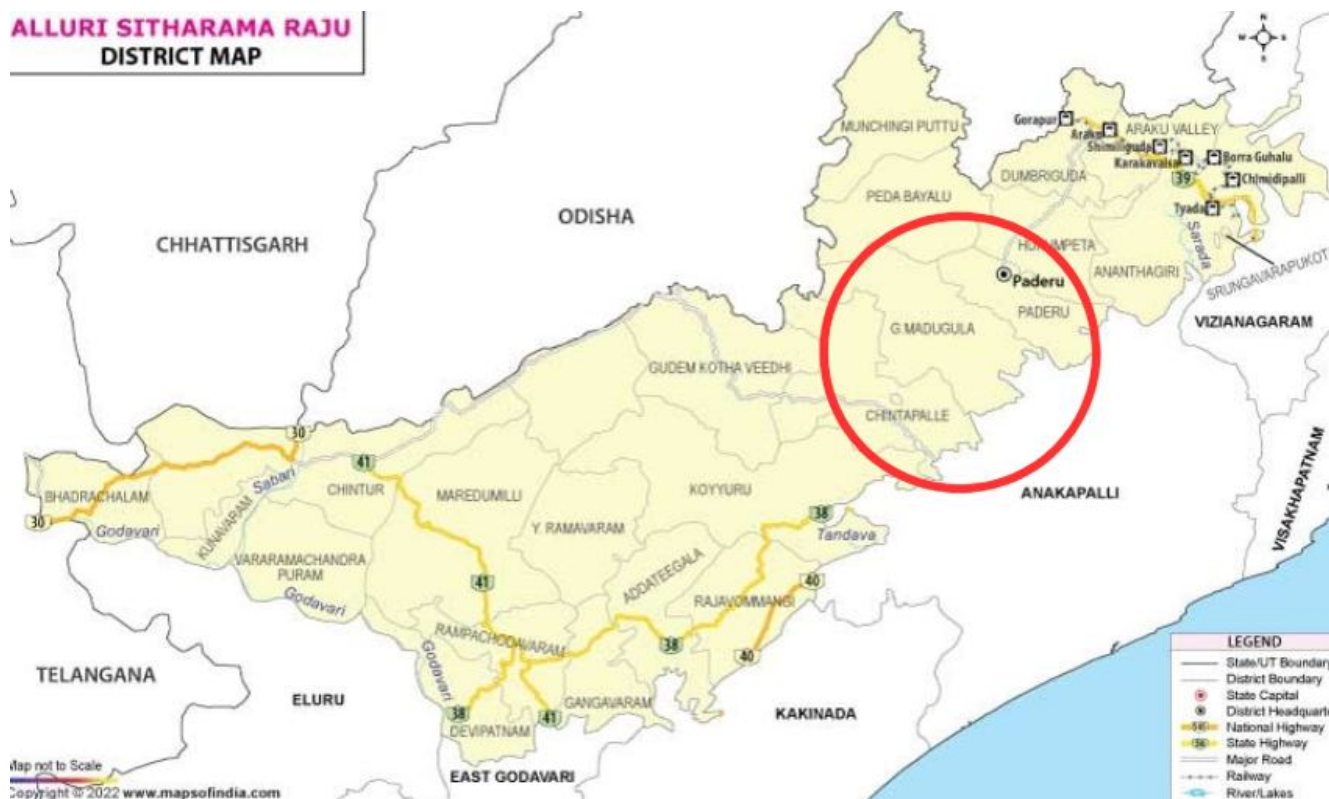 ALLURI SITHARAMA RAJU
DISTRICT MAP
N
W E
S
MUNCHINGI PUTTU
Gorapur
Araku
ARAKU VALLEY
Shimiliguda
Karakavalsa
Borra Guhalu
Chimidipalli
DUMBRIGUDA
39
PEDA BAYALU
Tyada
ODISHA
CHHATTISGARH
HUKUMPETA
Sarada
ANANTHAGIRI
SRUNGAVARAPUKOT
Paderu
PADERU
VIZIANAGARAM
G.MADUGULA
GUDEM KOTHA VEEDHI
CHINTAPALLE
30
41
Sabari
CHINTUR
MAREDUMILLI
KOYYURU
ANAKAPALLI
VISAKHAPATNAM
BHADRACHALAM
30
Godavari
KUNAVARAM
Y. RAMAVARAM
38
Tandava
VARARAMACHANDRA
PURAM
Godavari
41
ADDATEEGALA
RAJAVOMMANGI
40
RAMPACHODAVARAM
38
40
TELANGANA
Godavari
ELURU
38
41
GANGAVARAM
DEVIPATNAM
KAKINADA
EAST GODAVARI
LEGEND
State/UT Boundary
District Boundary
State Capital
District Headquarte
National Highway
State Highway
Major Road
Railway
River/Lakes
Map not to Scale
Copyright © 2022 www.mapsofindia.com